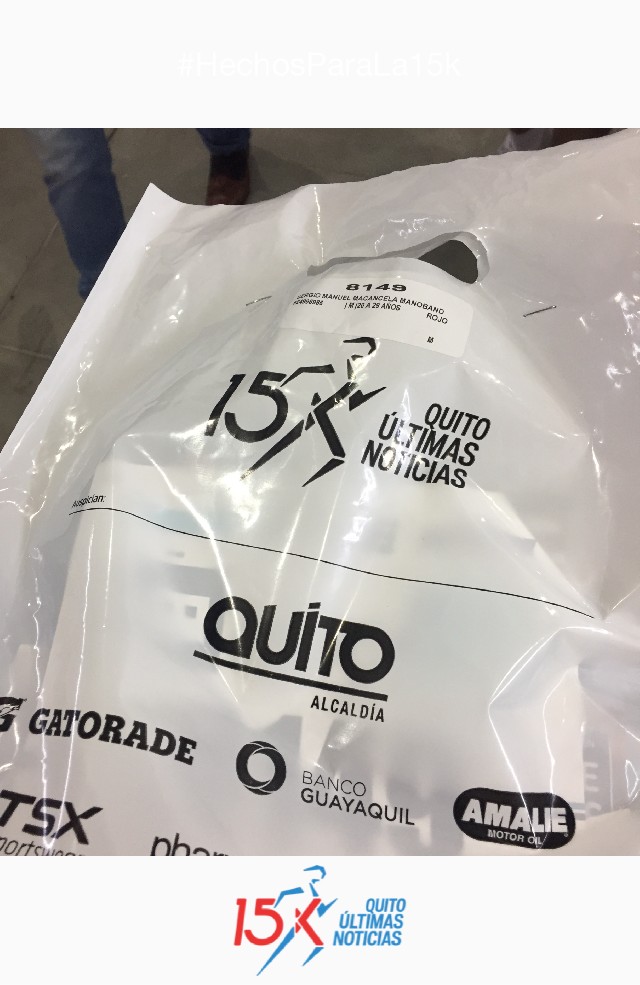 #HechosParaLa15k
8149
SERGIO MANUEL MACANCELA MANOBANO
| M |20 A 29 AÑOS
ROJO
M
15K
QUITO
ÚLTIMAS
NOTICIAS
Auspician:
QUITO
ALCALDÍA
G GATORADE
BANCO
GUAYAQUIL
AMALIE
MOTOR OIL
TSX
15K
QUITO
ÚLTIMAS
NOTICIAS